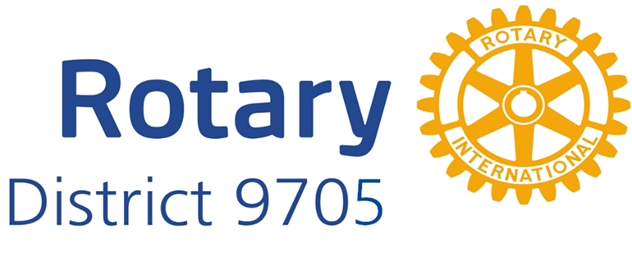 Rotary
District 9705
ROTARY
INTERNATIONAL